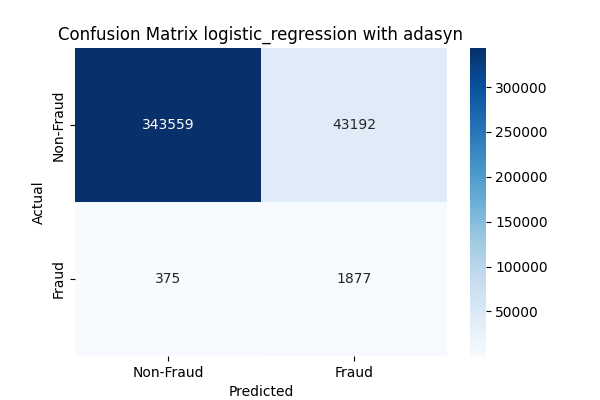 Confusion Matrix logistic_regression with adasyn
Actual
Non-Fraud
343559
43192
Fraud
375
1877
Non-Fraud
Fraud
Predicted
300000
250000
200000
150000
100000
50000